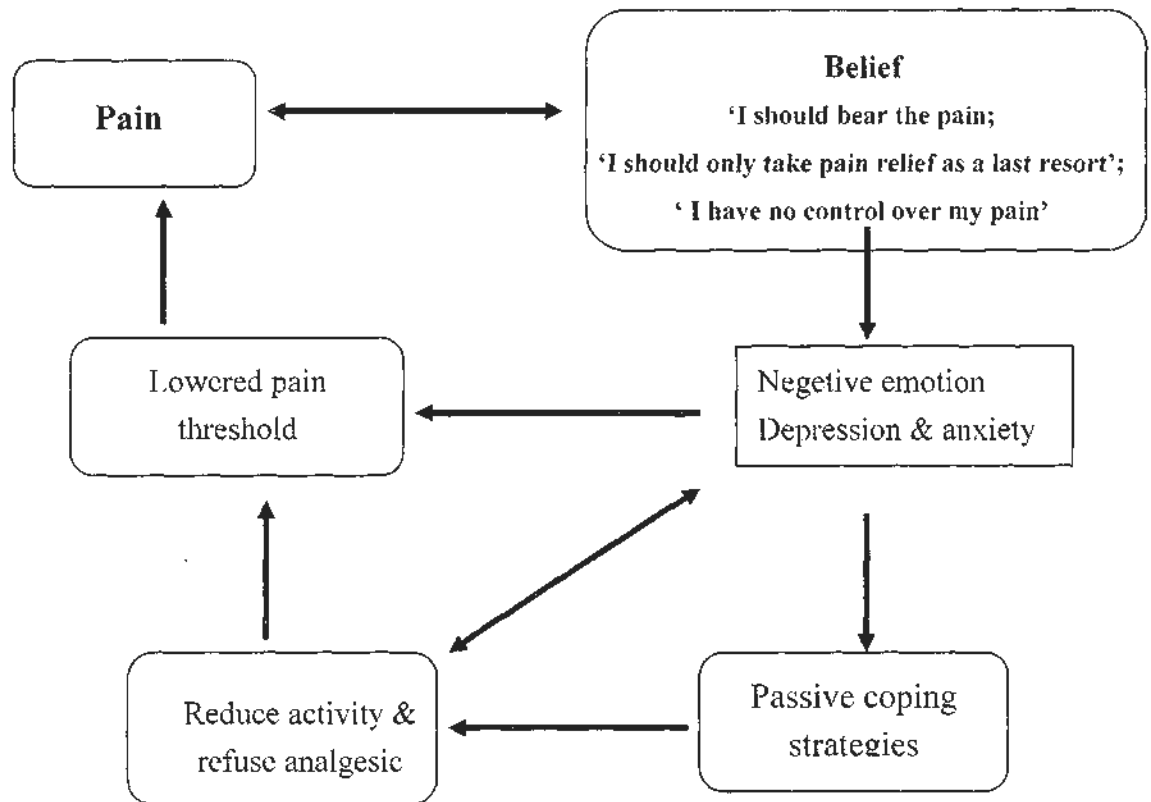 Pain
Belief
‘I should bear the pain;
‘I should only take pain relief as a last resort’;
‘ I have no control over my pain’
Lowered pain
threshold
Negetive emotion
Depression & anxiety
Reduce activity &
refuse analgesic
Passive coping
strategies